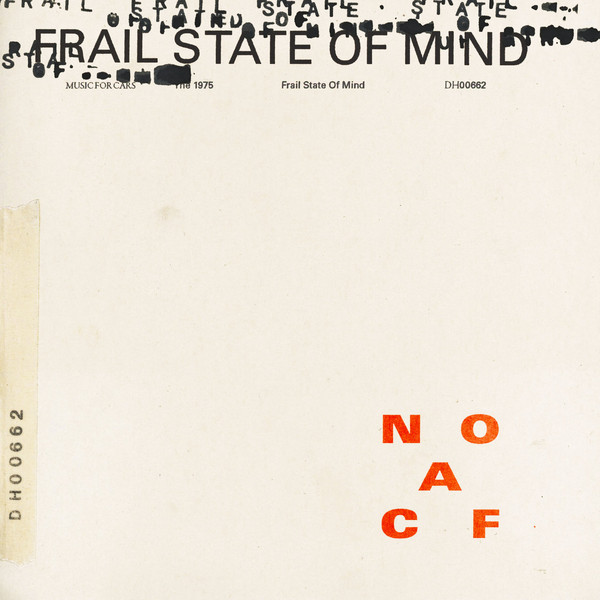 FRAIL STATE OF MIND
MUSIC FOR CARS The 1975 Frail State Of Mind DH00662
DH00662
N O
A
C F